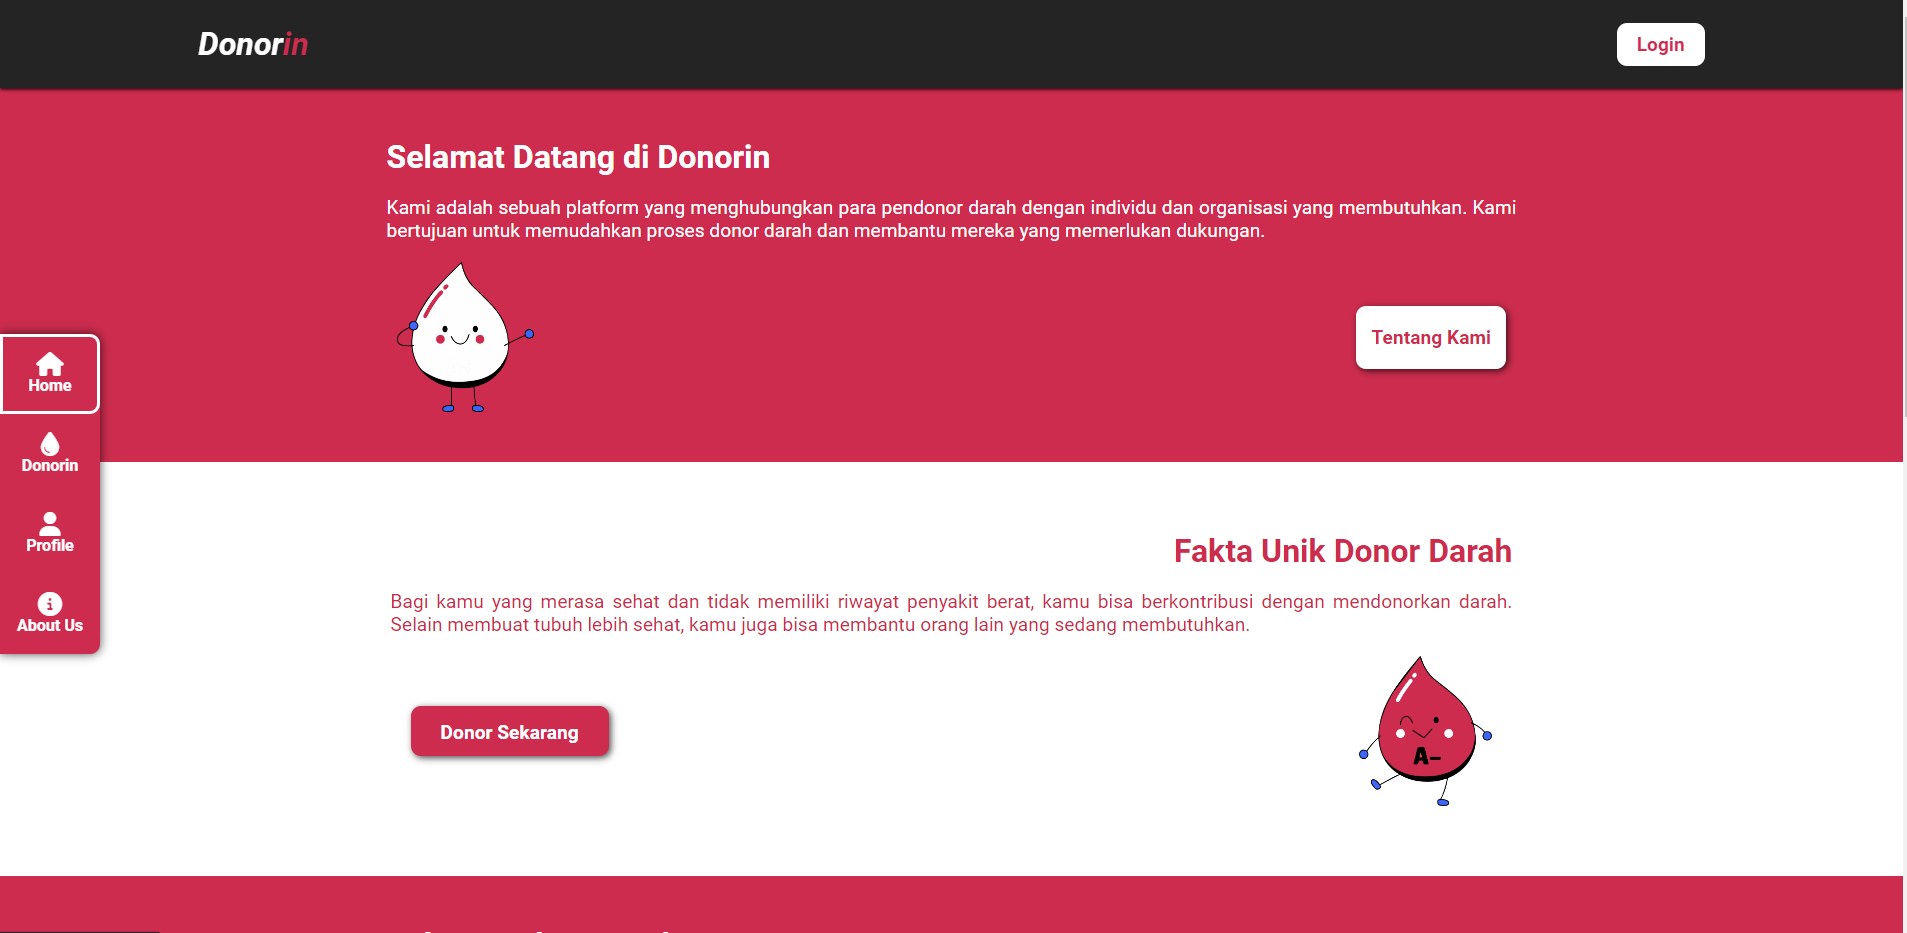 Donorin
Login
Selamat Datang di Donorin
Kami adalah sebuah platform yang menghubungkan para pendonor darah dengan individu dan organisasi yang membutuhkan. Kami
bertujuan untuk memudahkan proses donor darah dan membantu mereka yang memerlukan dukungan.
Tentang Kami
Home
Donorin
Profile
About Us
Fakta Unik Donor Darah
Bagi kamu yang merasa sehat dan tidak memiliki riwayat penyakit berat, kamu bisa berkontribusi dengan mendonorkan darah.
Selain membuat tubuh lebih sehat, kamu juga bisa membantu orang lain yang sedang membutuhkan.
Donor Sekarang
A-